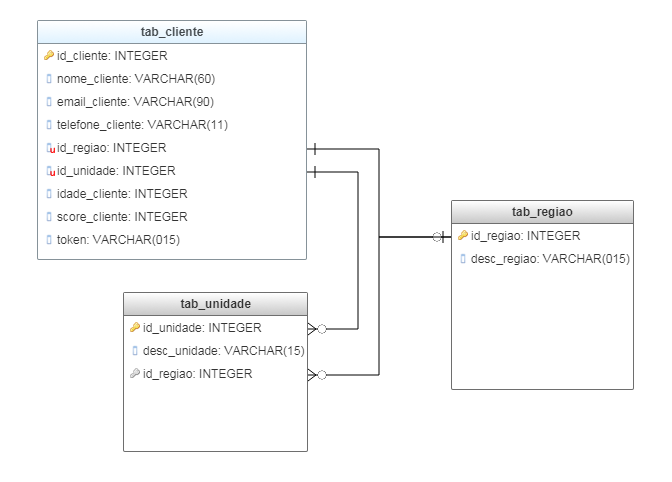 tab_cliente
id_cliente: INTEGER
nome_cliente: VARCHAR(60)
email_cliente: VARCHAR(90)
telefone_cliente: VARCHAR(11)
id_regiao: INTEGER
id_unidade: INTEGER
idade_cliente: INTEGER
score_cliente: INTEGER
token: VARCHAR(015)
tab_regiao
id_regiao: INTEGER
desc_regiao: VARCHAR(015)
tab_unidade
id_unidade: INTEGER
desc_unidade: VARCHAR(15)
id_regiao: INTEGER